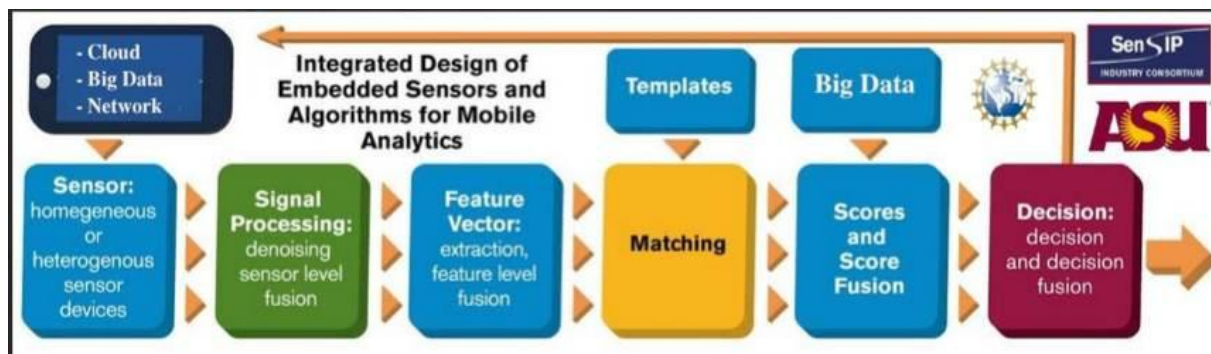 - Cloud
- Big Data
- Network
Integrated Design of
Embedded Sensors and
Algorithms for Mobile
Analytics
Templates
Big Data
SenSIP
INDUSTRY CONSORTIUM
ASU
Sensor:
homegeneous
or
heterogenous
sensor
devices
Signal
Processing:
denoising
sensor level
fusion
Feature
Vector:
extraction,
feature level
fusion
Matching
Scores
and
Score
Fusion
Decision:
decision
and decision
fusion